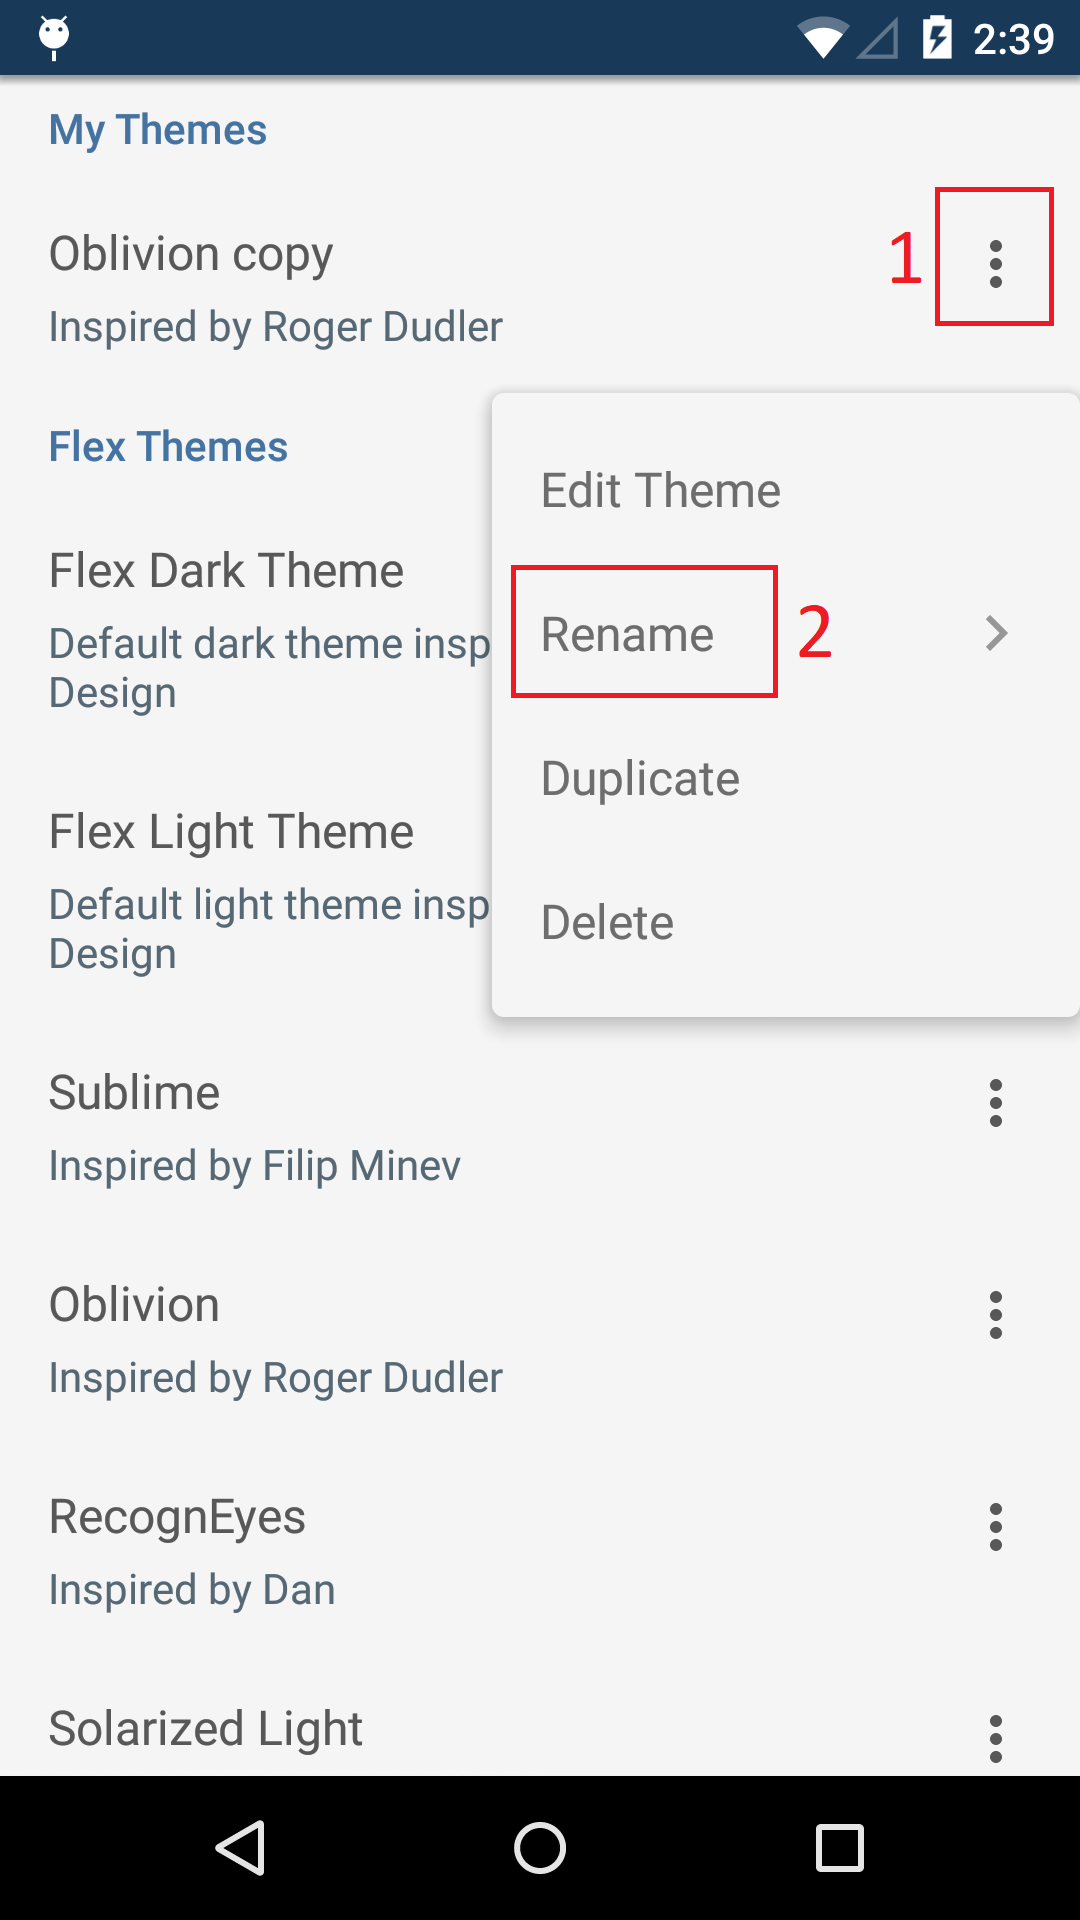 2:39
My Themes
Oblivion copy
1
Inspired by Roger Dudler
Flex Themes
Edit Theme
Rename
2
Duplicate
Delete
Flex Dark Theme
Default dark theme insp
Design
Flex Light Theme
Default light theme insp
Design
Sublime
Inspired by Filip Minev
Oblivion
Inspired by Roger Dudler
RecognEyes
Inspired by Dan
Solarized Light